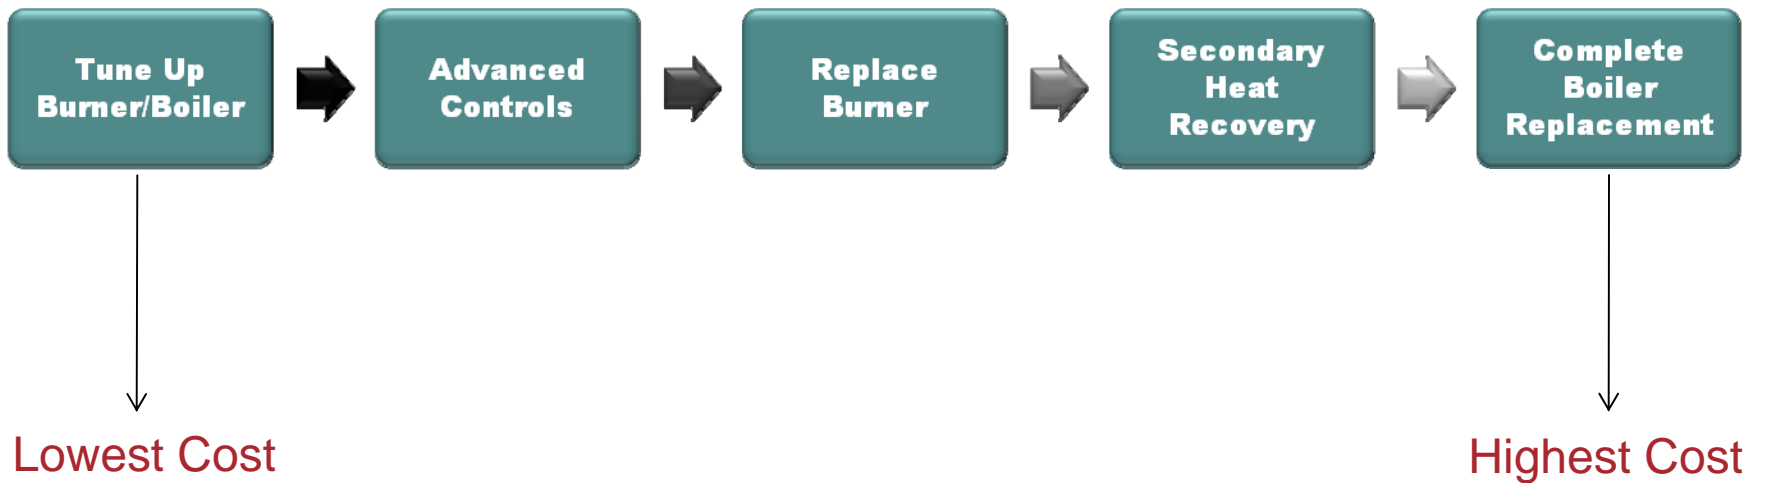 Tune Up
Burner/Boiler
Advanced
Controls
Replace
Burner
Secondary
Heat
Recovery
Complete
Boiler
Replacement
Lowest Cost
Highest Cost